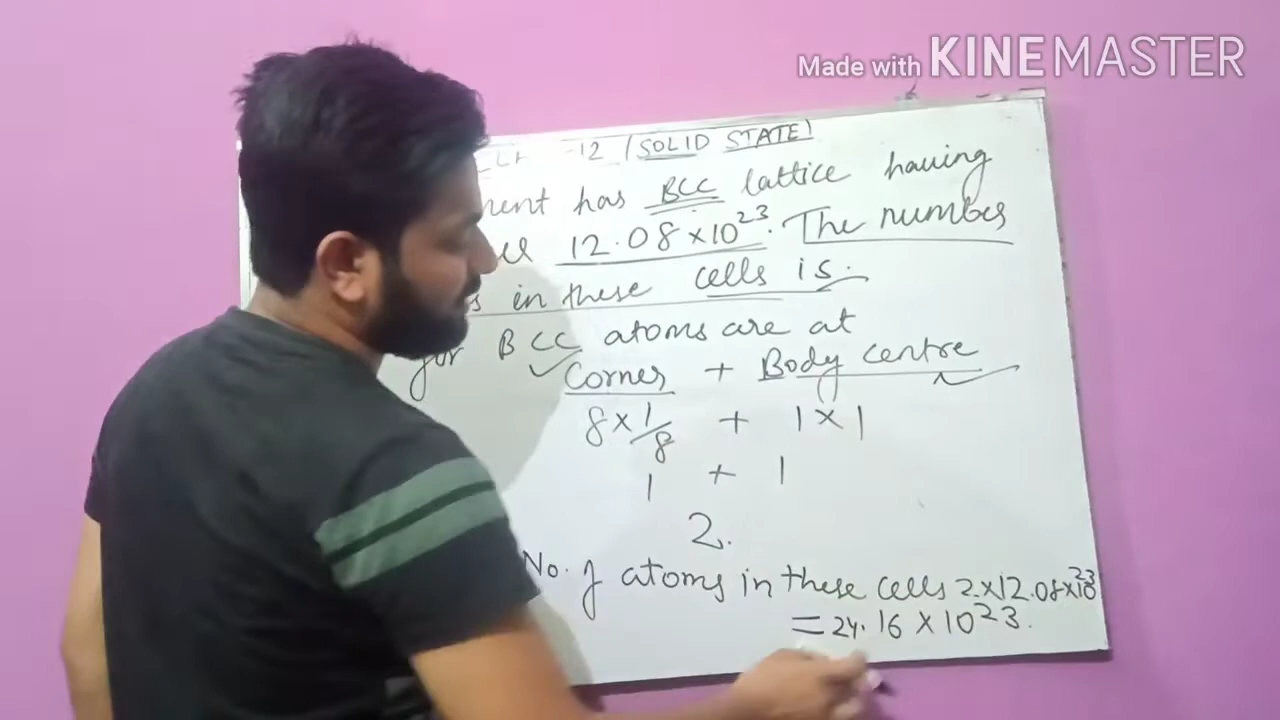 Made with KINEMASTER
-12 (SOLID STATE)
has BCC lattice having
12.08×10²³. The number
in these cells is.
for BCC atoms are at
Corner + Body centre
8×1/8 + 1×1
1 + 1
2.
No. of atoms in these cells 2×12.08×10²³
= 24.16×10²³.